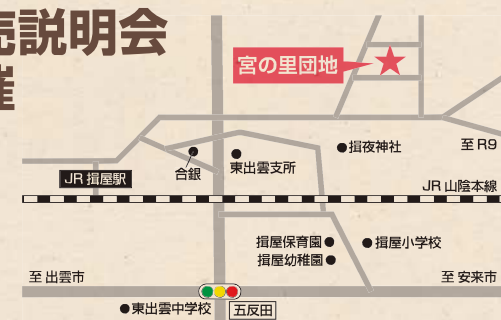 売説明会
催
宮の里団地
揖夜神社
至 R9
合銀
東出雲支所
JR 揖屋駅
JR 山陰本線
揖屋保育園
揖屋小学校
揖屋幼稚園
至 出雲市
至 安来市
東出雲中学校
五反田